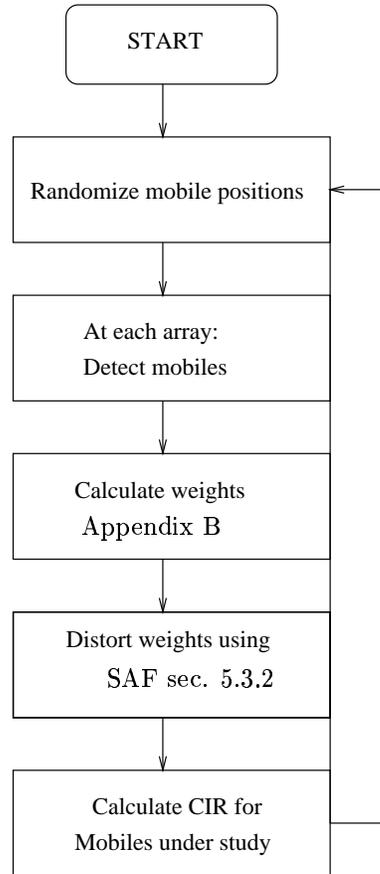 START
Randomize mobile positions
At each array:
Detect mobiles
Calculate weights
Appendix B
Distort weights using
SAF sec. 5.3.2
Calculate CIR for
Mobiles under study